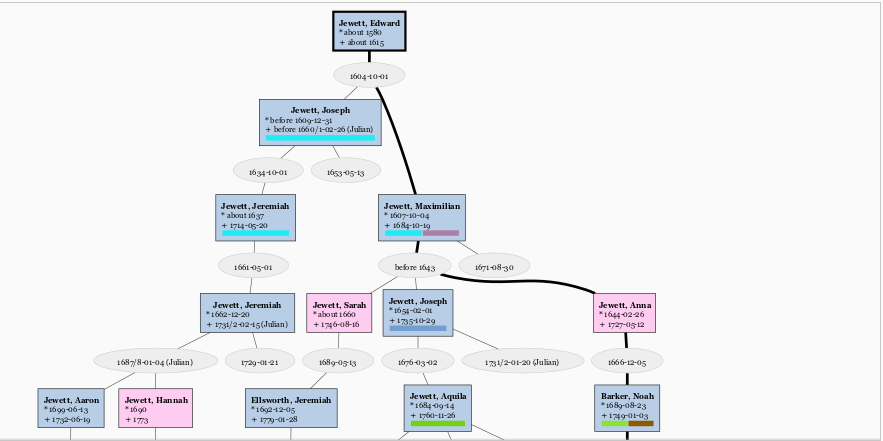 Jewett, Edward
* about 1580
+ about 1615
1604-10-01
Jewett, Joseph
* before 1609-12-31
+ before 1660/1-02-26 (Julian)
1634-10-01
1653-05-13
Jewett, Jeremiah
* about 1637
+ 1714-05-20
Jewett, Maximilian
* 1607-10-04
+ 1684-10-19
1661-05-01
before 1643
1671-08-30
Jewett, Jeremiah
* 1662-12-20
+ 1731/2-02-15 (Julian)
Jewett, Sarah
* about 1660
+ 1746-08-16
Jewett, Joseph
* 1654-02-01
+ 1735-10-29
Jewett, Anna
* 1644-02-26
+ 1727-05-12
1687/8-01-04 (Julian)
1729-01-21
1689-05-13
1676-03-02
1731/2-01-20 (Julian)
1666-12-05
Jewett, Aaron
* 1699-06-13
+ 1732-06-19
Jewett, Hannah
* 1690
+ 1773
Ellsworth, Jeremiah
* 1692-12-05
+ 1779-01-28
Jewett, Aquila
* 1684-09-14
+ 1760-11-26
Barker, Noah
* 1689-08-23
+ 1749-01-03